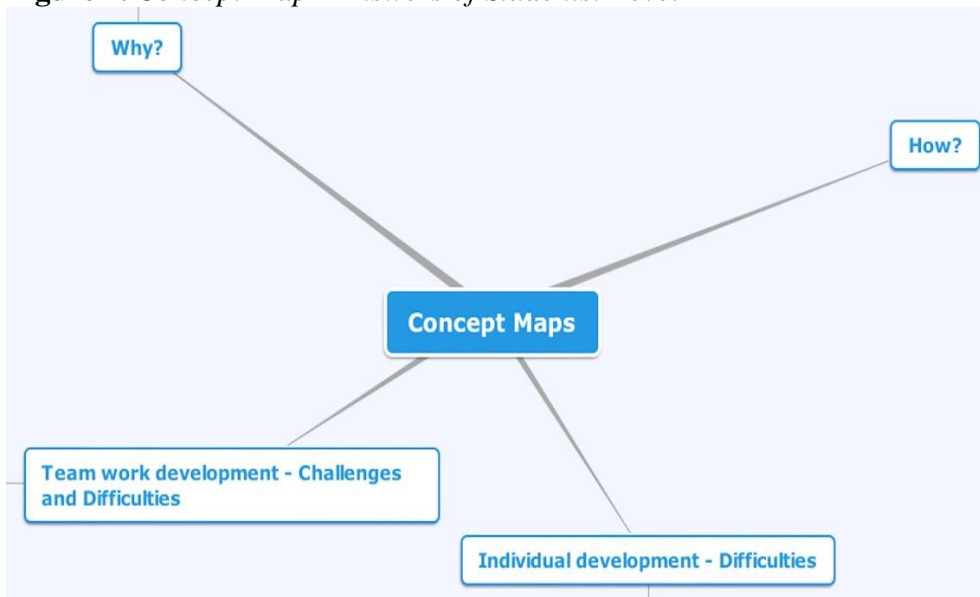 Why?
How?
Concept Maps
Team work development - Challenges
and Difficulties
Individual development - Difficulties